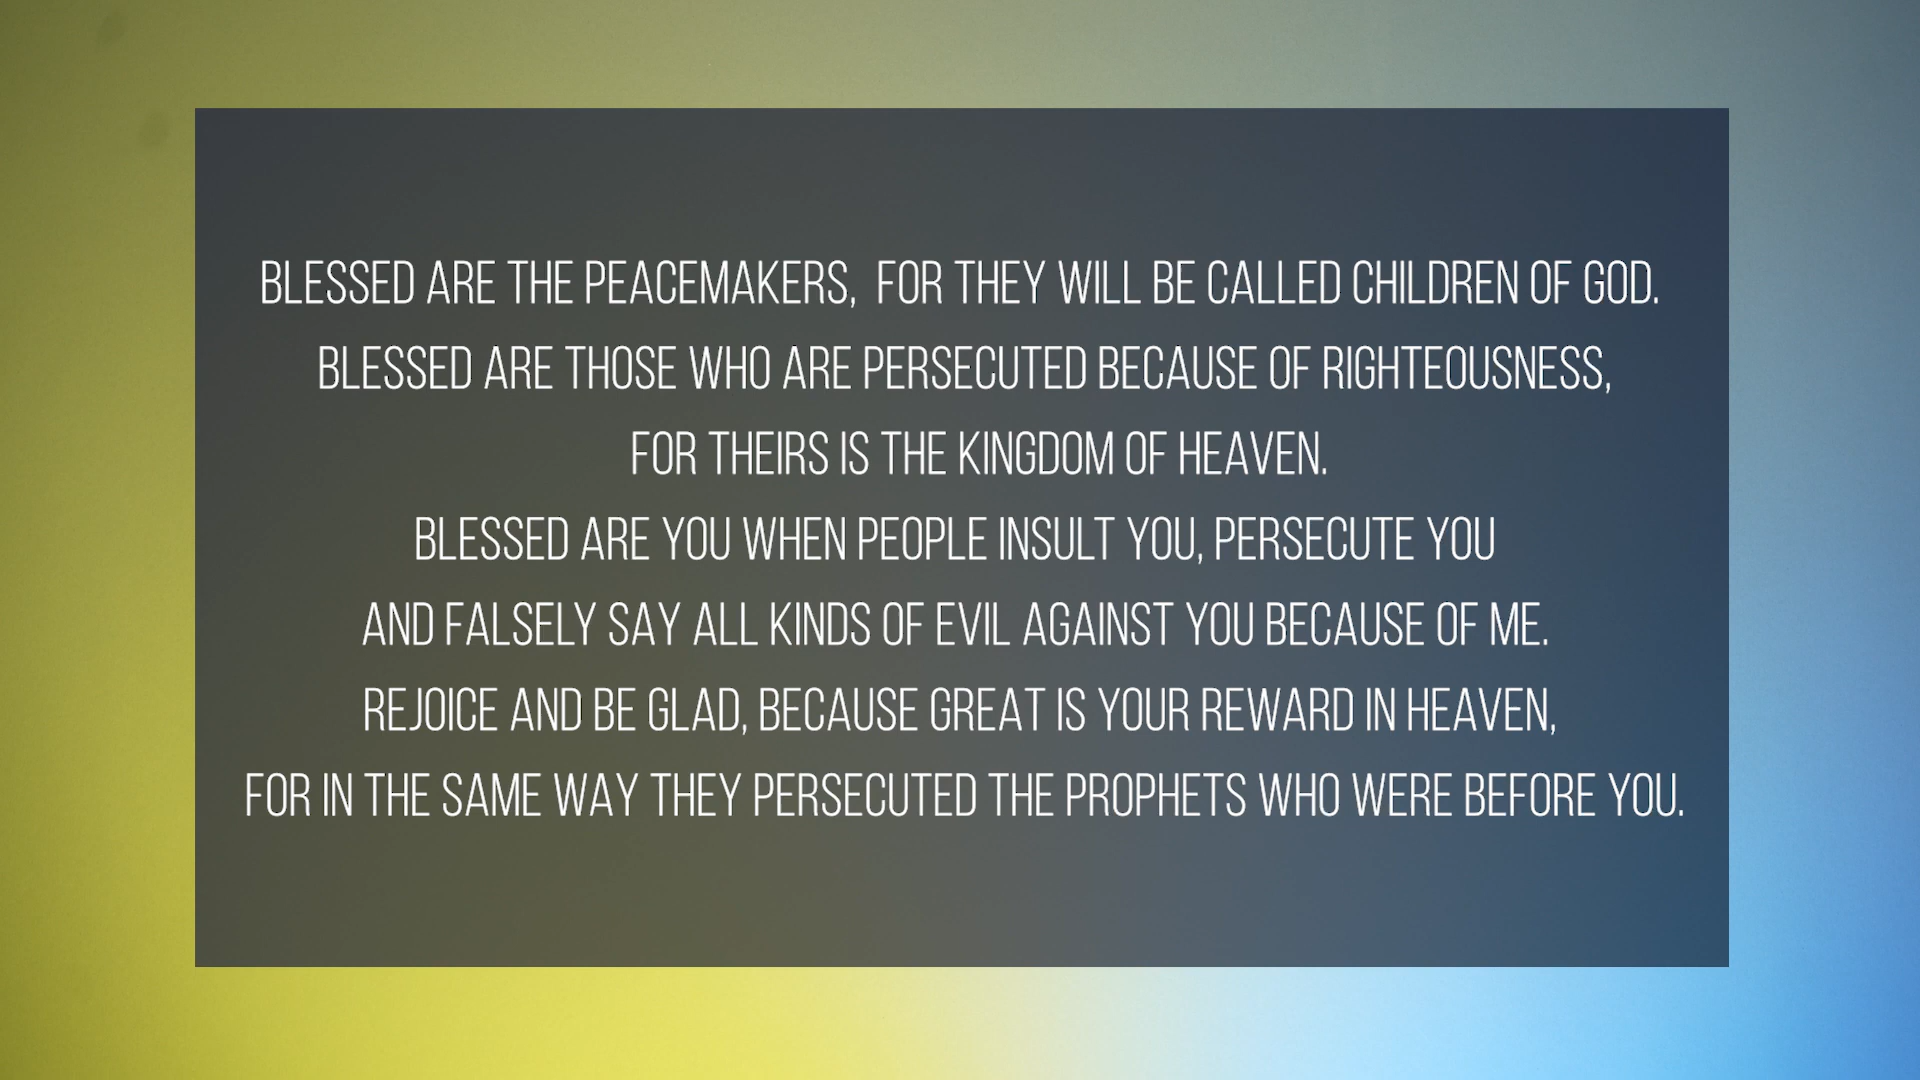 BLESSED ARE THE PEACEMAKERS,  FOR THEY WILL BE CALLED CHILDREN OF GOD.
BLESSED ARE THOSE WHO ARE PERSECUTED BECAUSE OF RIGHTEOUSNESS,
FOR THEIRS IS THE KINGDOM OF HEAVEN.
BLESSED ARE YOU WHEN PEOPLE INSULT YOU, PERSECUTE YOU
AND FALSELY SAY ALL KINDS OF EVIL AGAINST YOU BECAUSE OF ME.
REJOICE AND BE GLAD, BECAUSE GREAT IS YOUR REWARD IN HEAVEN,
FOR IN THE SAME WAY THEY PERSECUTED THE PROPHETS WHO WERE BEFORE YOU.